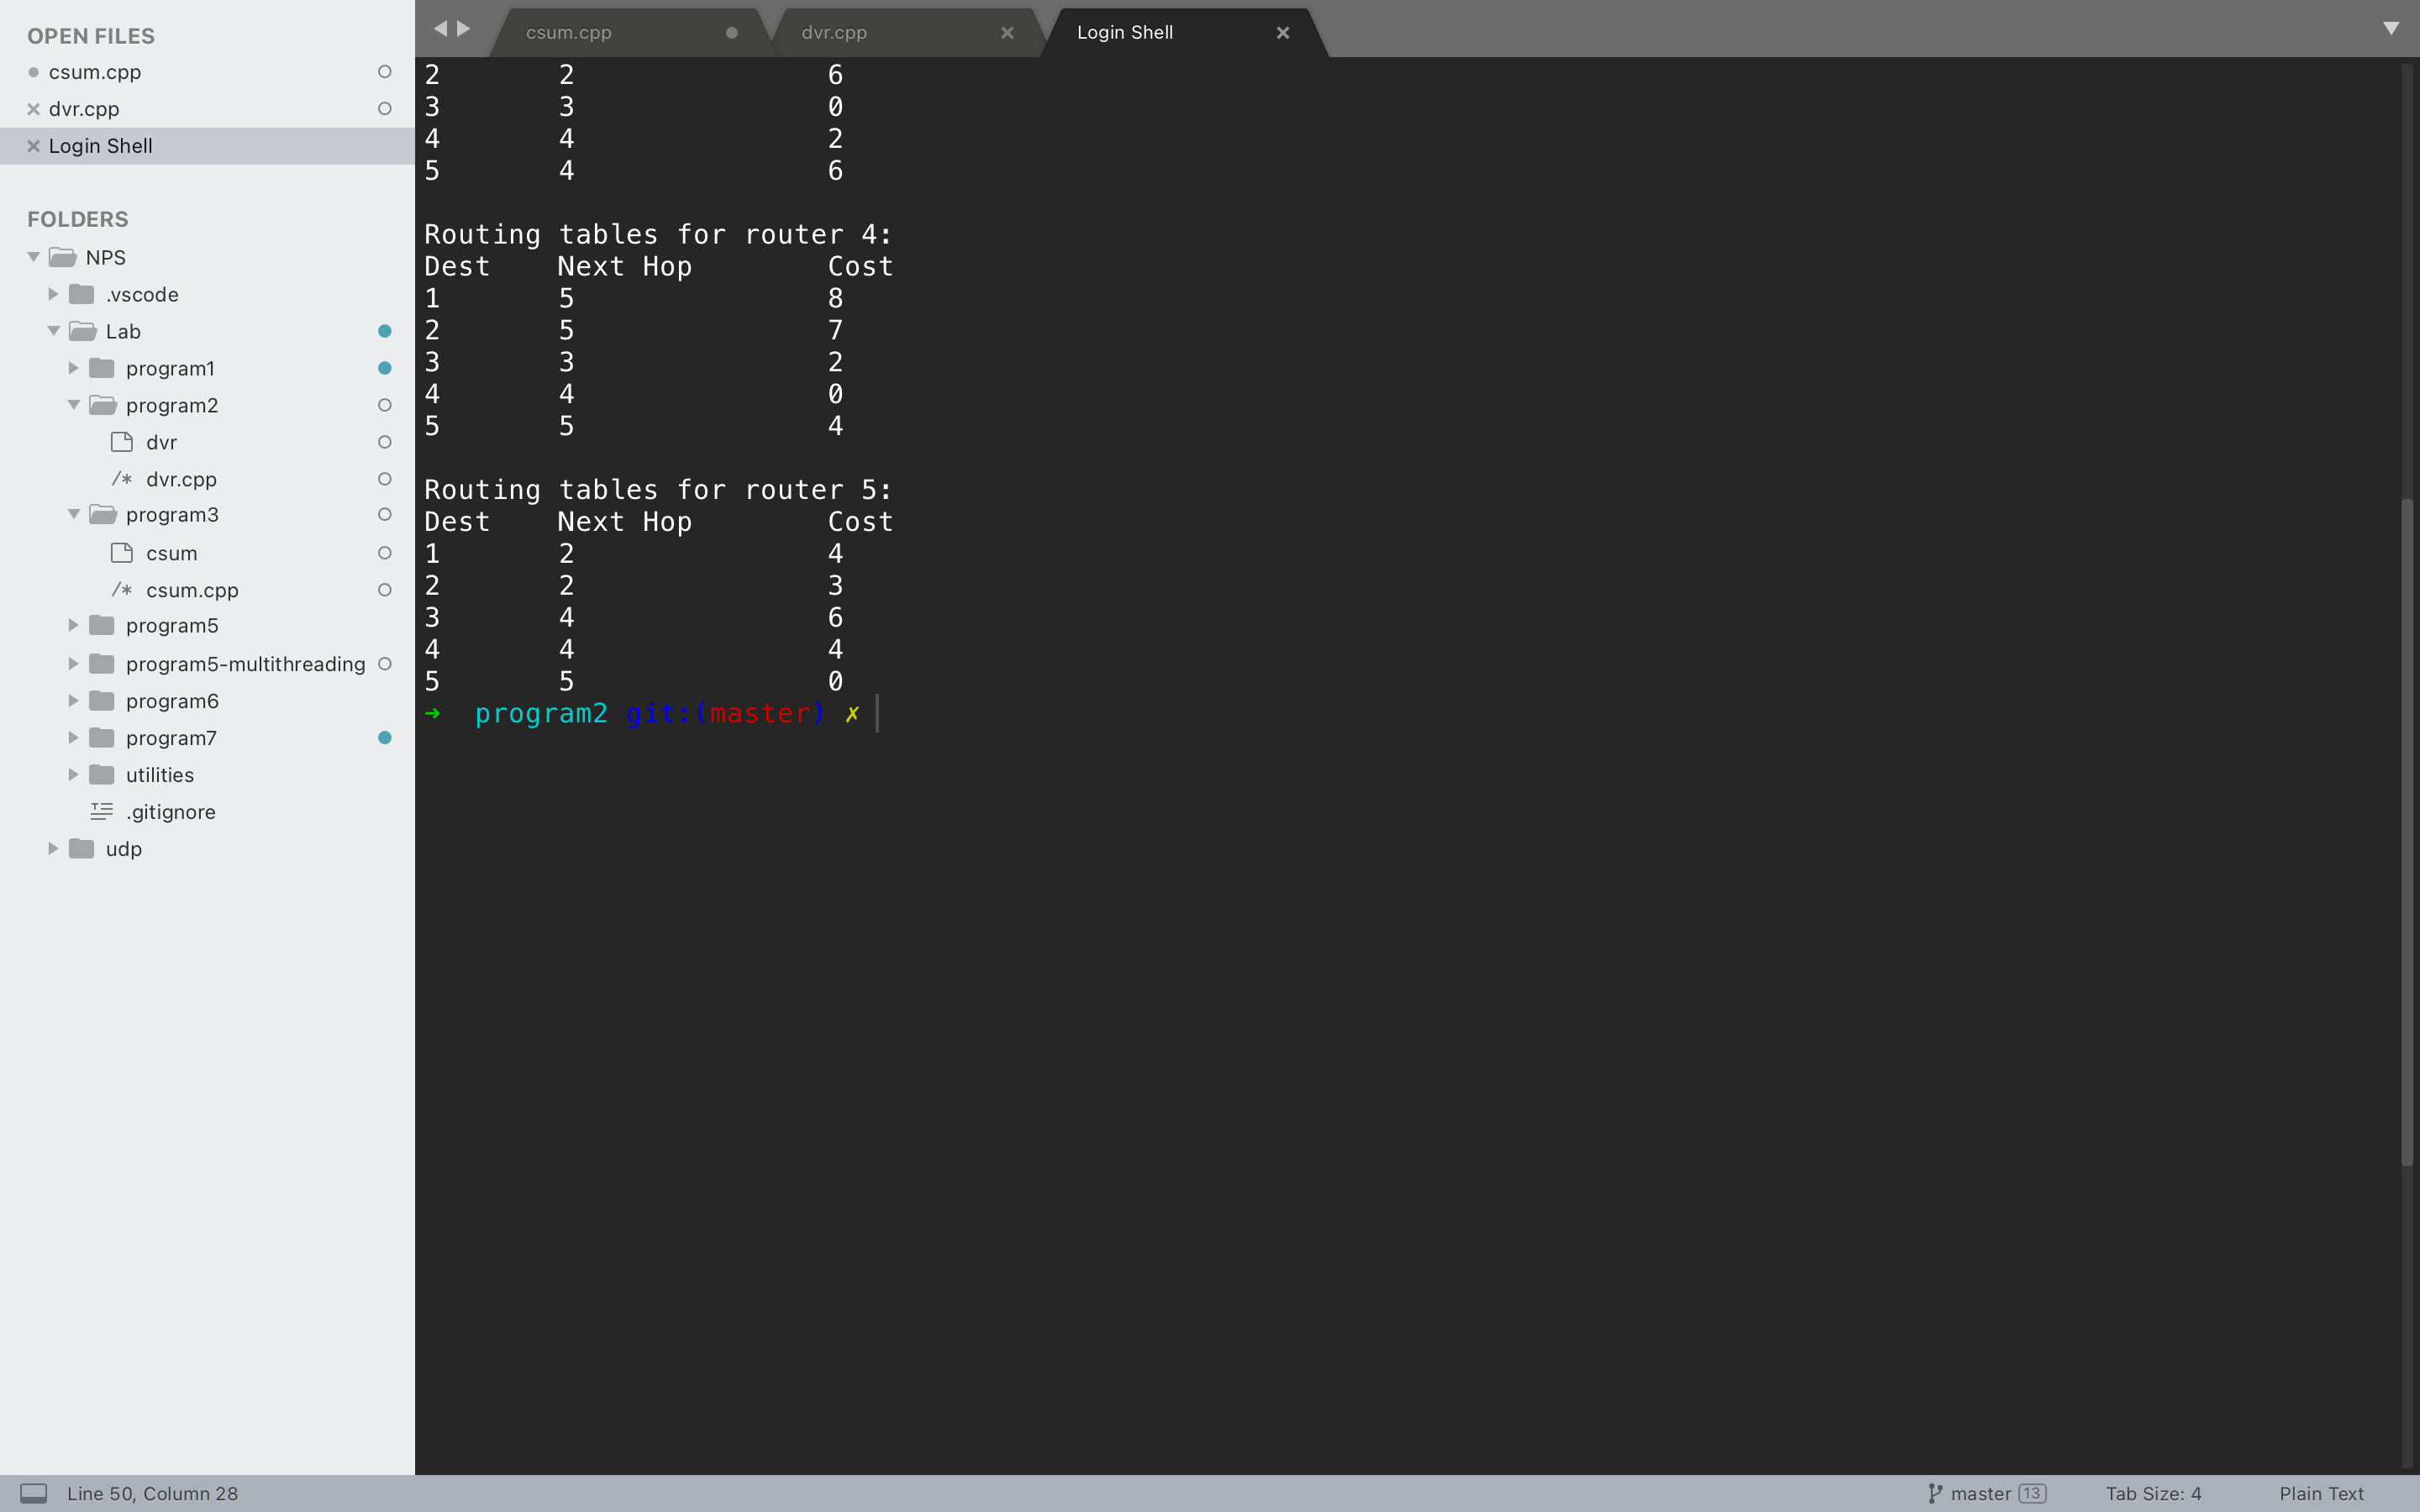 OPEN FILES
csum.cpp
dvr.cpp
Login Shell
FOLDERS
NPS
.vscode
Lab
program1
program2
dvr
/* dvr.cpp
program3
csum
/* csum.cpp
program5
program5-multithreading
program6
program7
utilities
.gitignore
udp
csum.cpp dvr.cpp Login Shell
2 2 6
3 3 0
4 4 2
5 4 6
Routing tables for router 4:
Dest Next Hop Cost
1 5 8
2 5 7
3 3 2
4 4 0
5 5 4
Routing tables for router 5:
Dest Next Hop Cost
1 2 4
2 2 3
3 4 6
4 4 4
5 5 0
➜ program2 git:(master) ✗
Line 50, Column 28 master 13 Tab Size: 4 Plain Text